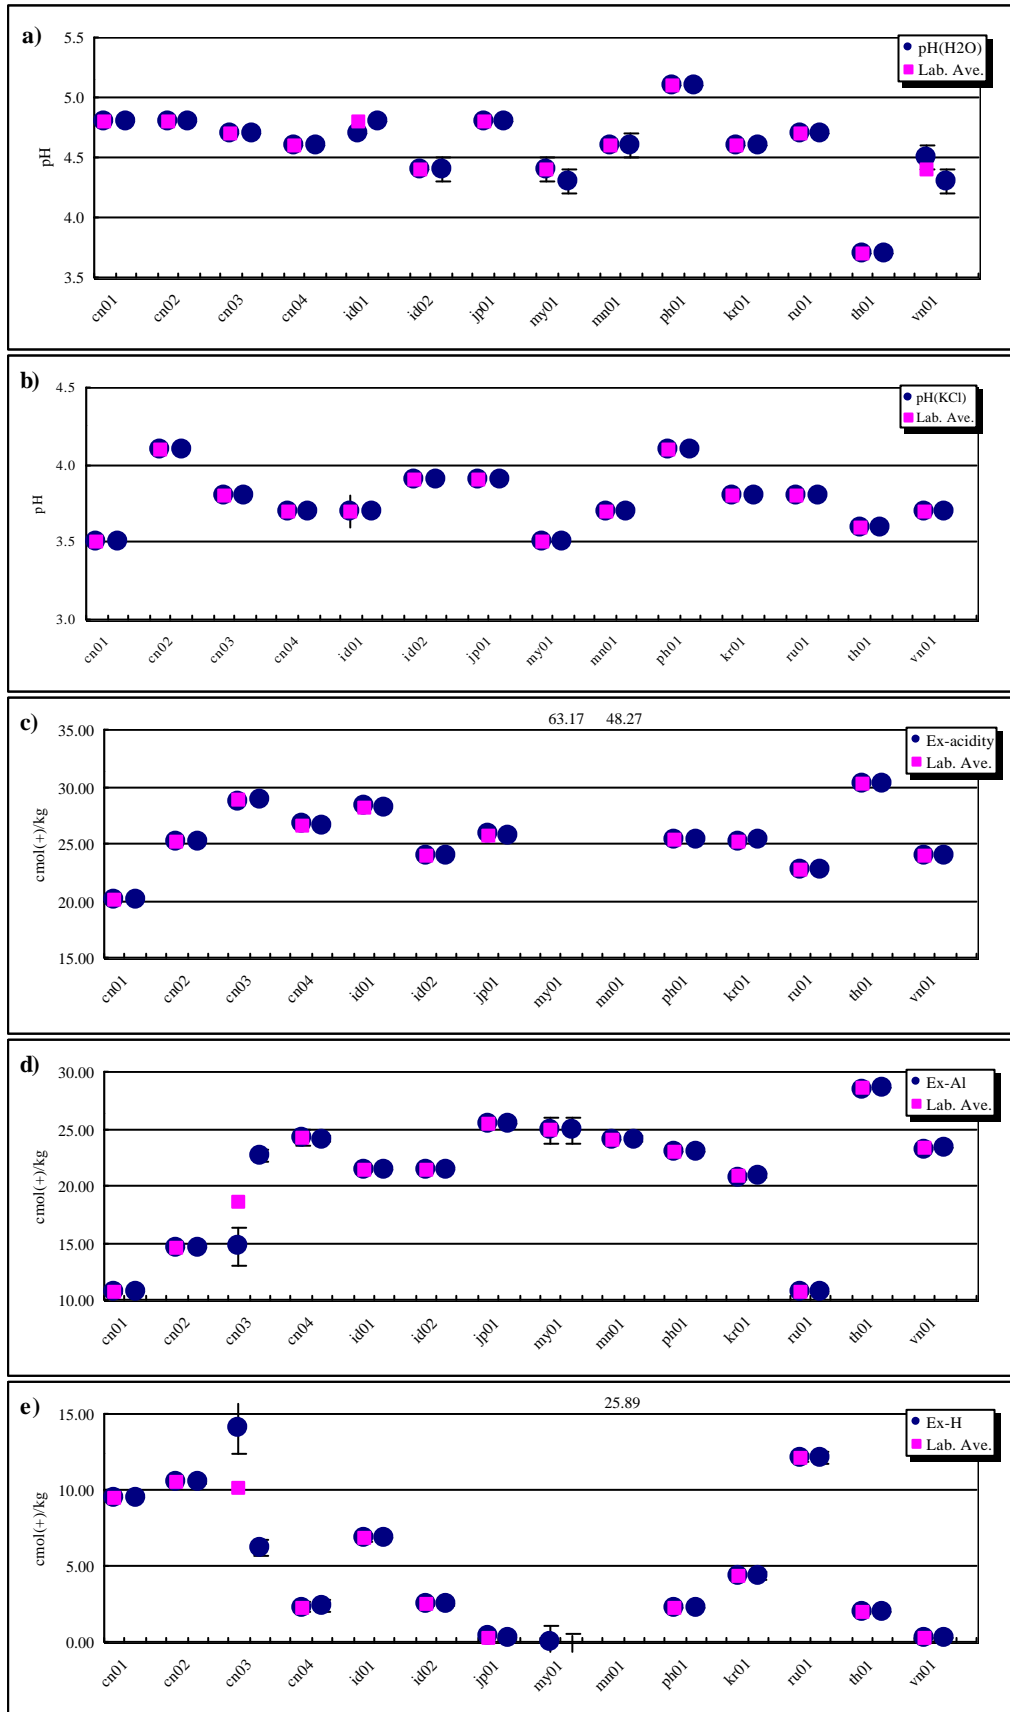 a)
5.5
5.0
4.5
4.0
3.5
pH
pH(H2O)
Lab. Ave.
cn01 cn02 cn03 cn04 id01 id02 jp01 my01 mn01 ph01 kr01 ru01 th01 vn01
b)
4.5
4.0
3.5
3.0
pH
pH(KCl)
Lab. Ave.
cn01 cn02 cn03 cn04 id01 id02 jp01 my01 mn01 ph01 kr01 ru01 th01 vn01
c)
63.17 48.27
35.00
30.00
25.00
20.00
15.00
cmol(+)/kg
Ex-acidity
Lab. Ave.
cn01 cn02 cn03 cn04 id01 id02 jp01 my01 mn01 ph01 kr01 ru01 th01 vn01
d)
30.00
25.00
20.00
15.00
10.00
cmol(+)/kg
Ex-Al
Lab. Ave.
cn01 cn02 cn03 cn04 id01 id02 jp01 my01 mn01 ph01 kr01 ru01 th01 vn01
e)
25.89
15.00
10.00
5.00
0.00
cmol(+)/kg
Ex-H
Lab. Ave.
cn01 cn02 cn03 cn04 id01 id02 jp01 my01 mn01 ph01 kr01 ru01 th01 vn01